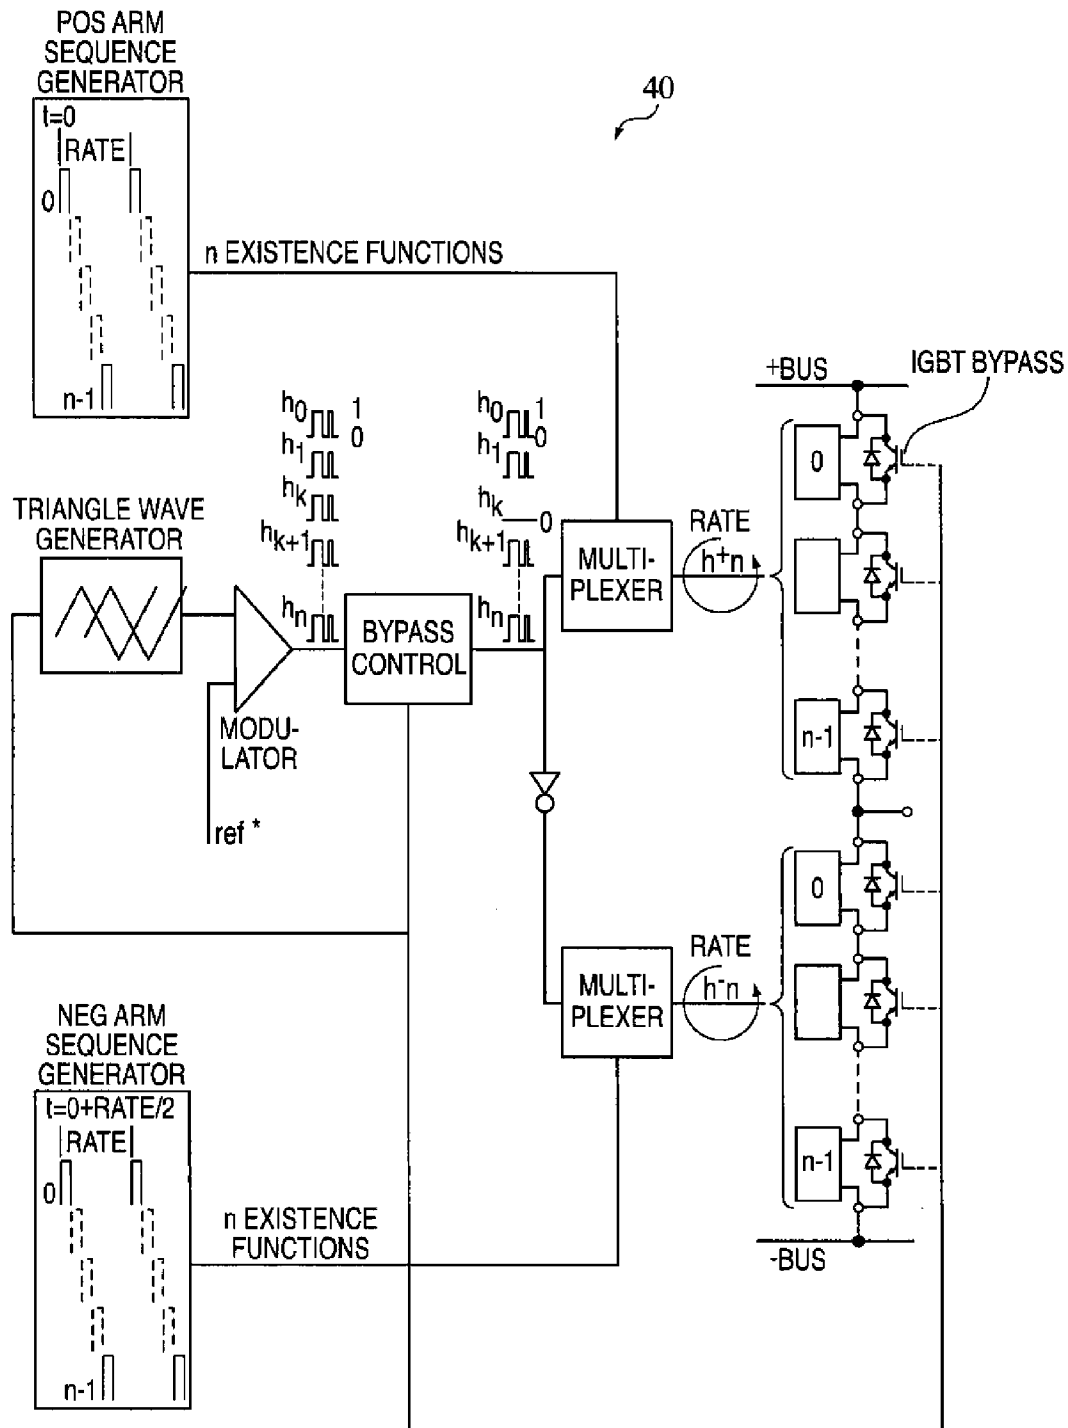 POS ARM
SEQUENCE
GENERATOR
t=0
RATE
0
n-1
40
n EXISTENCE FUNCTIONS
+BUS
IGBT BYPASS
h0 1
0
h1
hk
hk+1
hn
h0 1
0
h1
hk 0
hk+1
hn
TRIANGLE WAVE
GENERATOR
MODU-
LATOR
ref *
BYPASS
CONTROL
MULTI-
PLEXER
RATE
h+n
0
n-1
0
n-1
MULTI-
PLEXER
RATE
h-n
-BUS
NEG ARM
SEQUENCE
GENERATOR
t=0+RATE/2
RATE
0
n-1
n EXISTENCE
FUNCTIONS